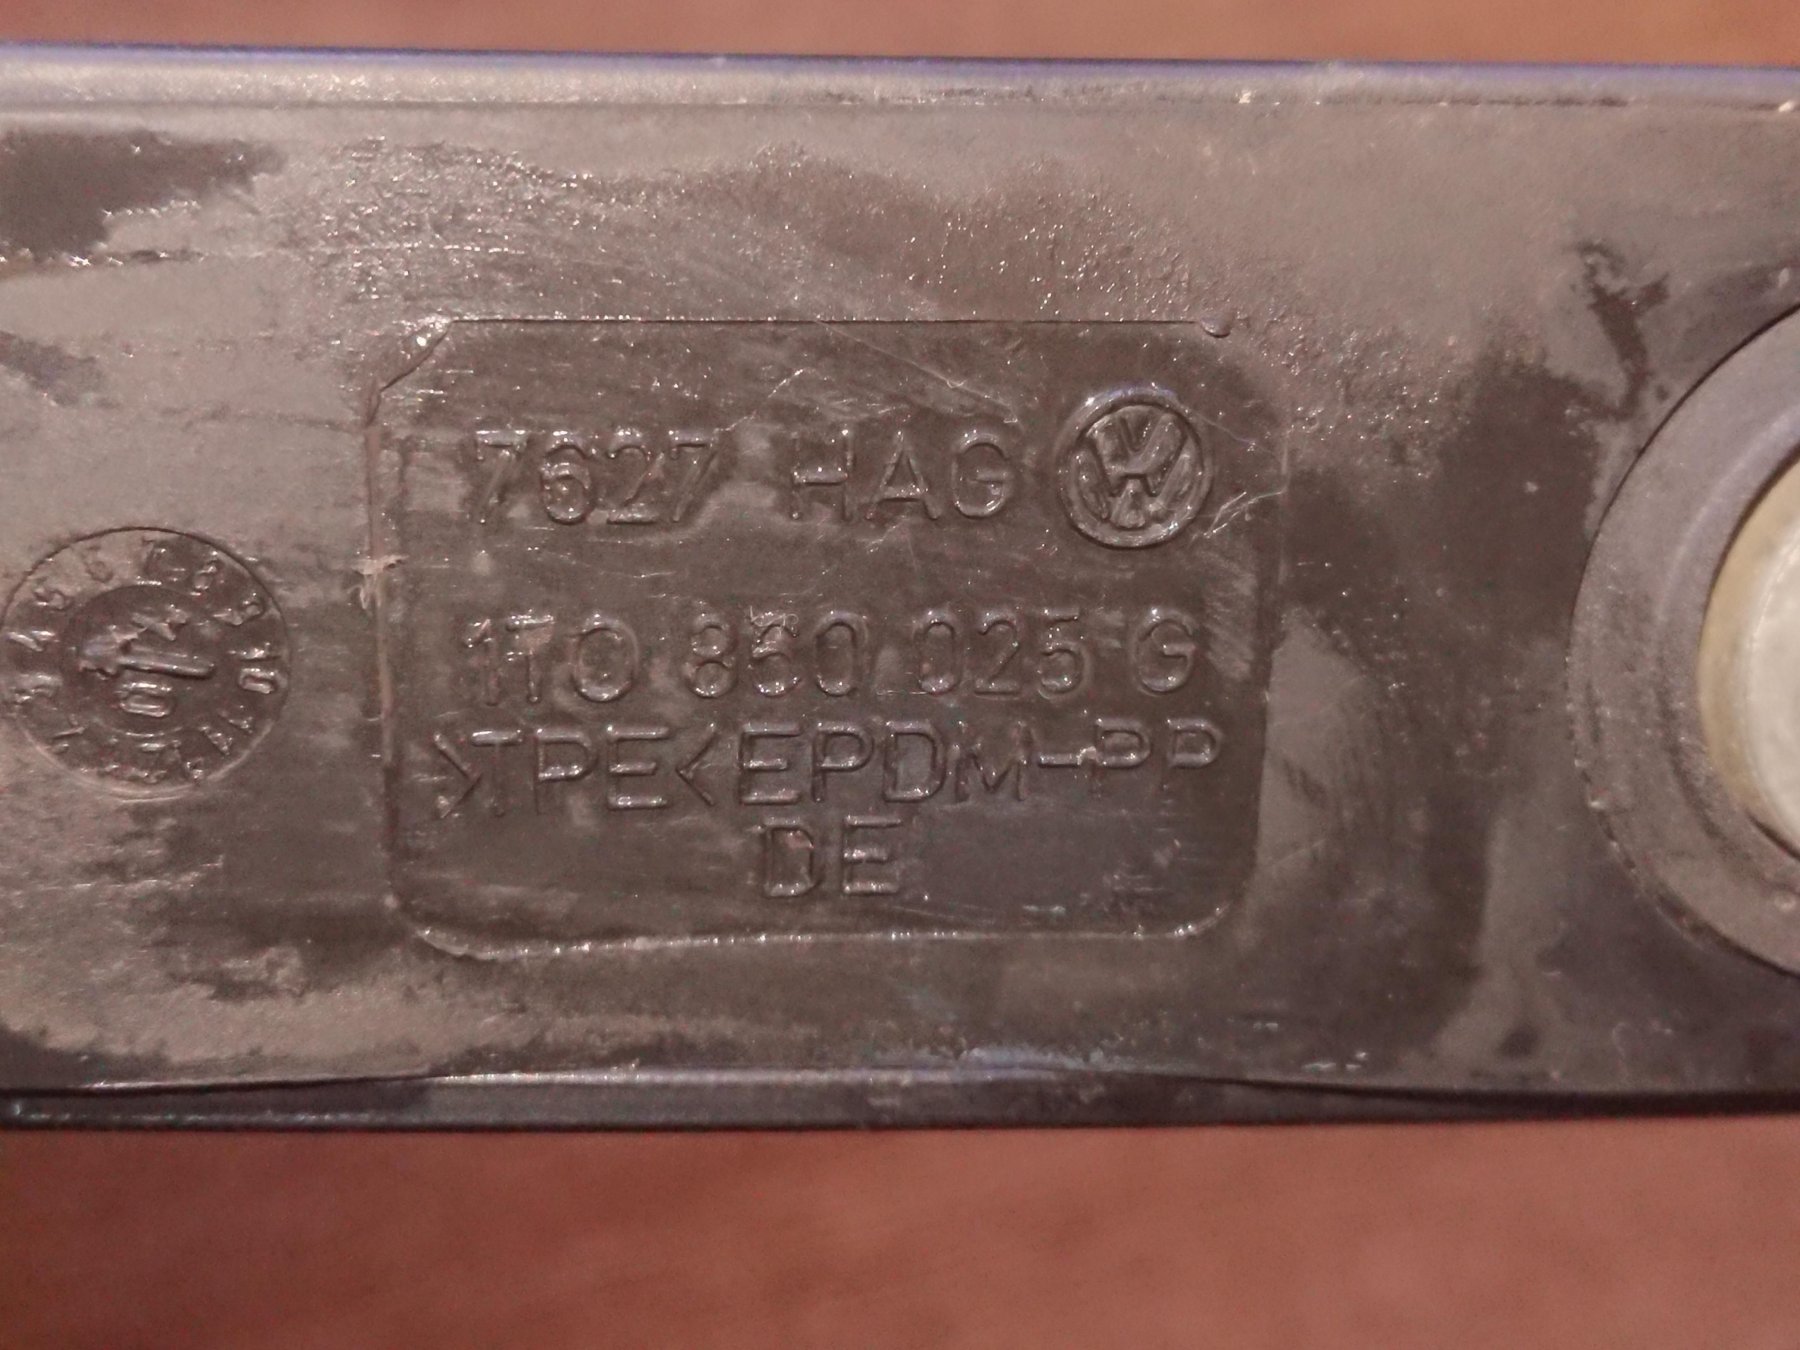 7627 HAG
1T0 860 025 G
>TPE<EPDM-PP
DE